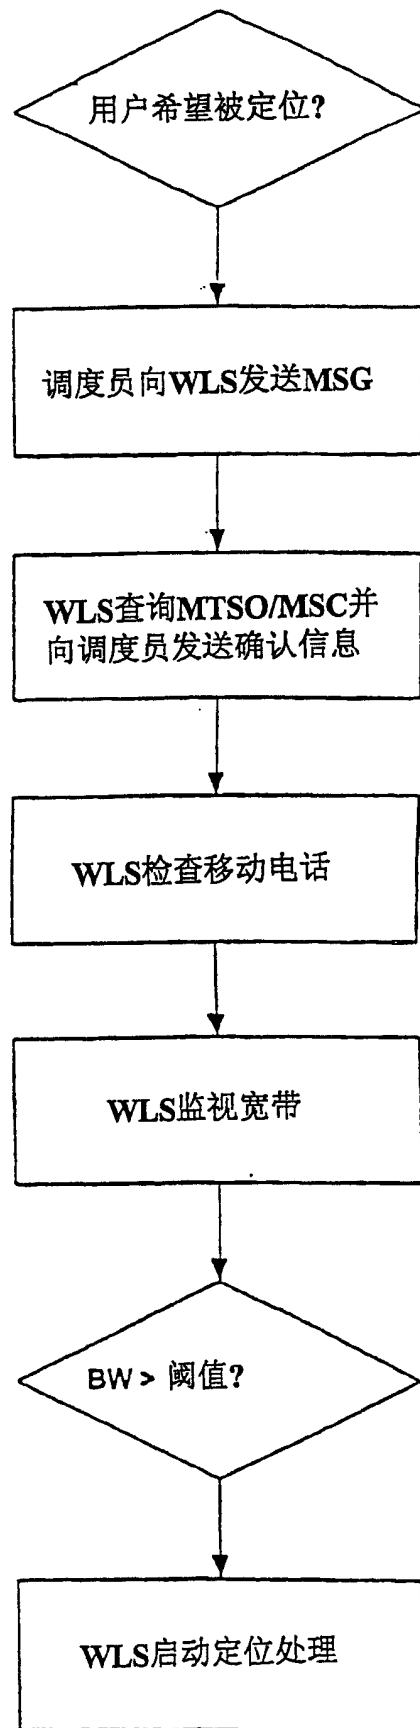 用户希望被定位?
调度员向WLS发送MSG
WLS查询MTSO/MSC并
向调度员发送确认信息
WLS检查移动电话
WLS监视宽带
BW > 阈值?
WLS启动定位处理